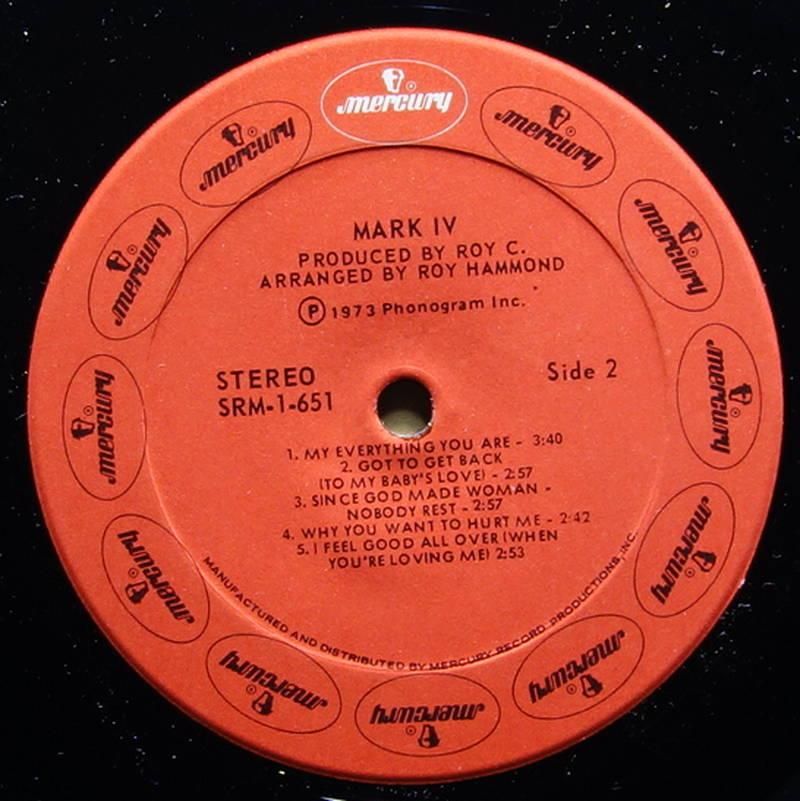 mercury
mercury
mercury
mercury
mercury
mercury
mercury
mercury
mercury
mercury
mercury
mercury
MARK IV
PRODUCED BY ROY C.
ARRANGED BY ROY HAMMOND
Ⓟ 1973 Phonogram Inc.
STEREO
SRM-1-651
Side 2
1. MY EVERYTHING YOU ARE - 3:40
2. GOT TO GET BACK
(TO MY BABY'S LOVE) - 2:57
3. SINCE GOD MADE WOMAN -
NOBODY REST - 2:57
4. WHY YOU WANT TO HURT ME - 2:42
5. I FEEL GOOD ALL OVER (WHEN
YOU'RE LOVING ME) 2:53
MANUFACTURED AND DISTRIBUTED BY MERCURY RECORD PRODUCTIONS, INC.